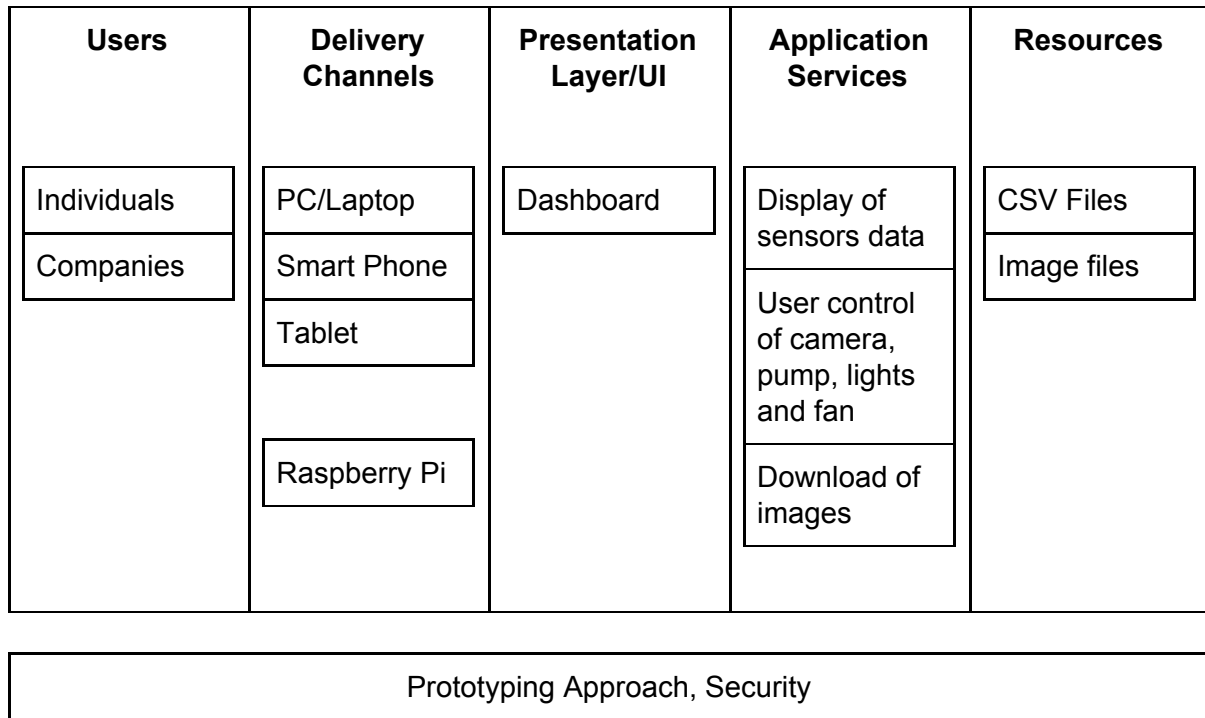 Users
Delivery
Channels
Presentation
Layer/UI
Application
Services
Resources
Individuals
Companies
PC/Laptop
Smart Phone
Tablet
Raspberry Pi
Dashboard
Display of
sensors data
User control
of camera,
pump, lights
and fan
Download of
images
CSV Files
Image files
Prototyping Approach, Security